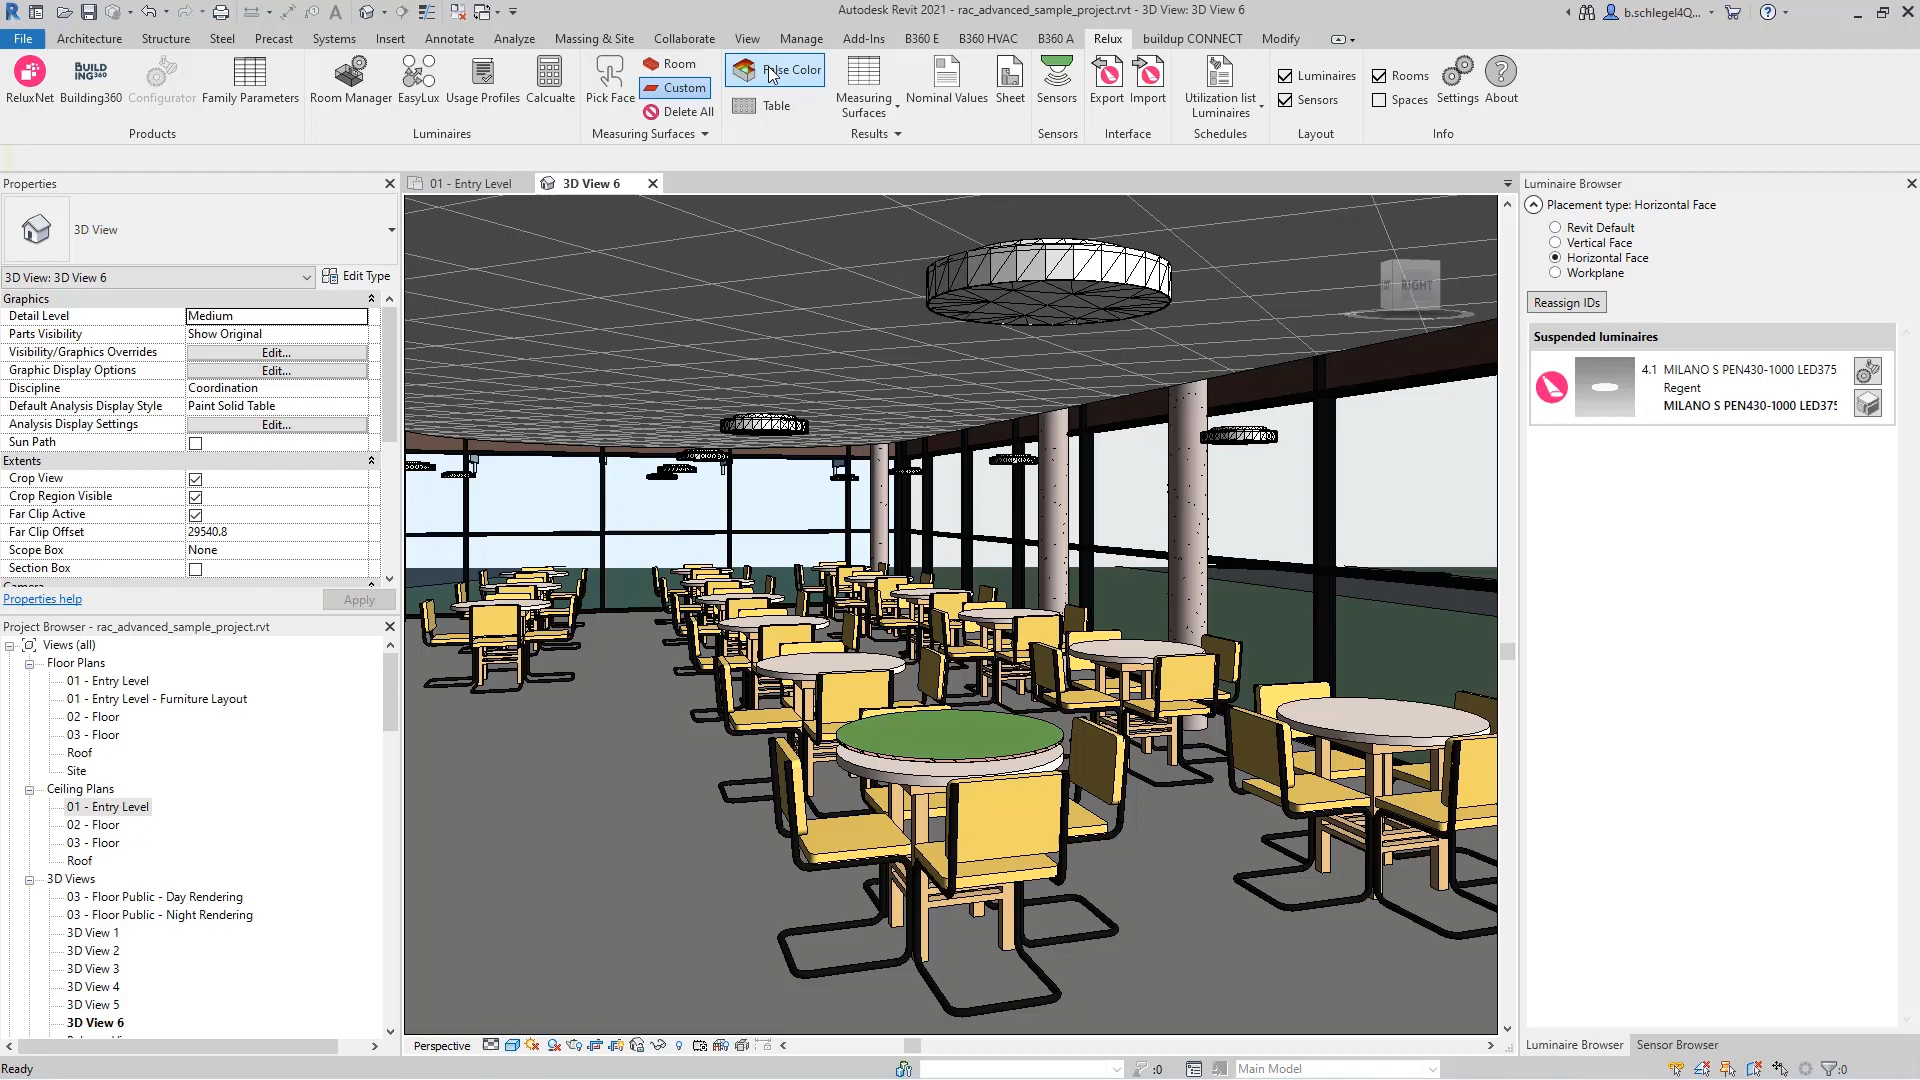 Autodesk Revit 2021 - rac_advanced_sample_project.rvt - 3D View: 3D View 6
b.schlegel4Q...
File Architecture Structure Steel Precast Systems Insert Annotate Analyze Massing & Site Collaborate View Manage Add-Ins B360 E B360 HVAC B360 A Relux buildup CONNECT Modify
ReluxNet
BUILD
ING360
Building360
Configurator
Family Parameters
Products
Room Manager
EasyLux
Usage Profiles
Calcualte
Luminaires
Pick Face
Room
Custom
Delete All
Measuring Surfaces
False Color
Table
Measuring
Surfaces
Nominal Values
Sheet
Results
Sensors
Sensors
Export
Import
Interface
Utilization list
Luminaires
Schedules
Luminaires
Sensors
Layout
Rooms
Spaces
Settings
About
Info
Properties
3D View
3D View: 3D View 6
Edit Type
Graphics
Detail Level Medium
Parts Visibility Show Original
Visibility/Graphics Overrides Edit...
Graphic Display Options Edit...
Discipline Coordination
Default Analysis Display Style Paint Solid Table
Analysis Display Settings Edit...
Sun Path
Extents
Crop View
Crop Region Visible
Far Clip Active
Far Clip Offset 29540.8
Scope Box None
Section Box
Camera
Properties help
Apply
Project Browser - rac_advanced_sample_project.rvt
Views (all)
Floor Plans
01 - Entry Level
01 - Entry Level - Furniture Layout
02 - Floor
03 - Floor
Roof
Site
Ceiling Plans
01 - Entry Level
02 - Floor
03 - Floor
Roof
3D Views
03 - Floor Public - Day Rendering
03 - Floor Public - Night Rendering
3D View 1
3D View 2
3D View 3
3D View 4
3D View 5
3D View 6
01 - Entry Level
3D View 6
RIGHT
Perspective
Luminaire Browser
Placement type: Horizontal Face
Revit Default
Vertical Face
Horizontal Face
Workplane
Reassign IDs
Suspended luminaires
4.1 MILANO S PEN430-1000 LED375
Regent
MILANO S PEN430-1000 LED375
Luminaire Browser Sensor Browser
Ready
:0
Main Model
:0